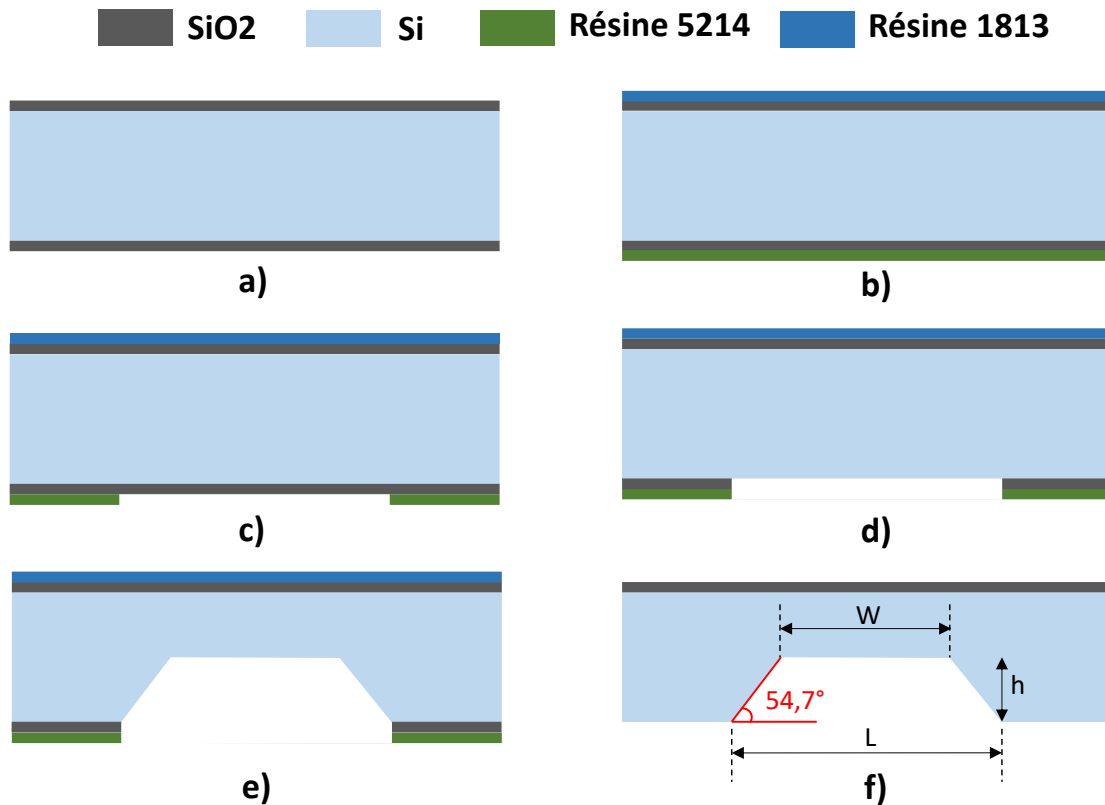 SiO2 Si Résine 5214 Résine 1813
a)
b)
c)
d)
W
h
54,7°
L
e)
f)